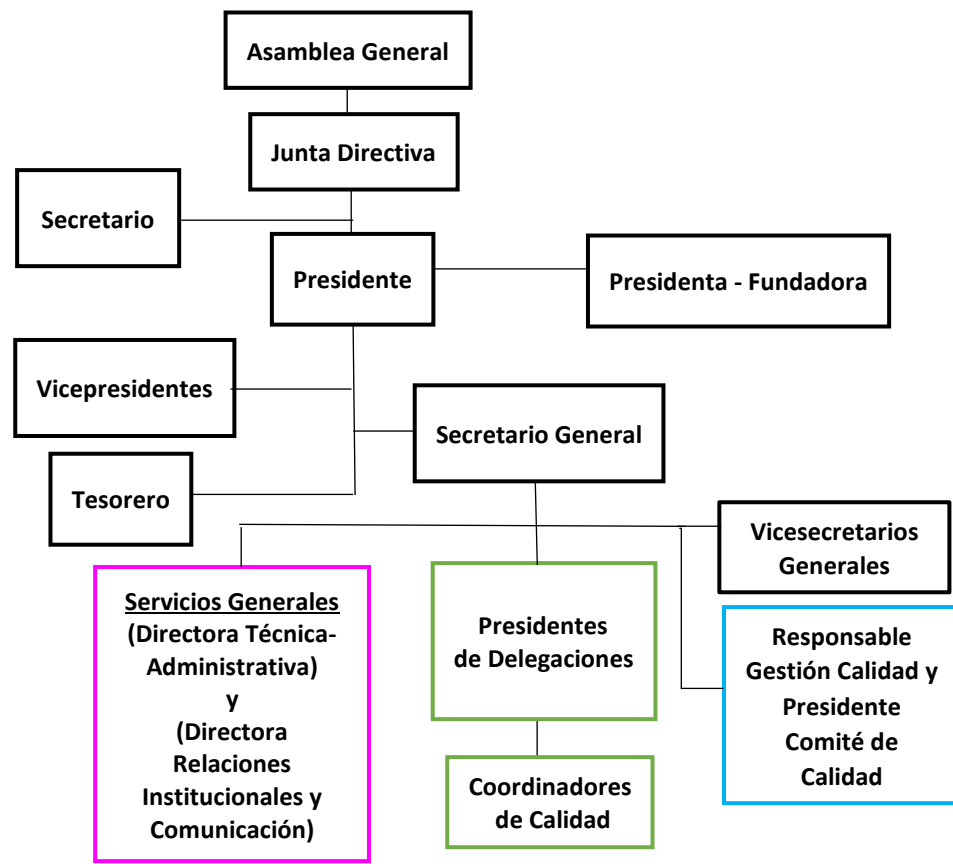 Asamblea General
Junta Directiva
Secretario
Presidente
Presidenta - Fundadora
Vicepresidentes
Secretario General
Tesorero
Vicesecretarios
Generales
Servicios Generales
(Directora Técnica-
Administrativa)
y
(Directora
Relaciones
Institucionales y
Comunicación)
Presidentes
de Delegaciones
Responsable
Gestión Calidad y
Presidente
Comité de
Calidad
Coordinadores
de Calidad